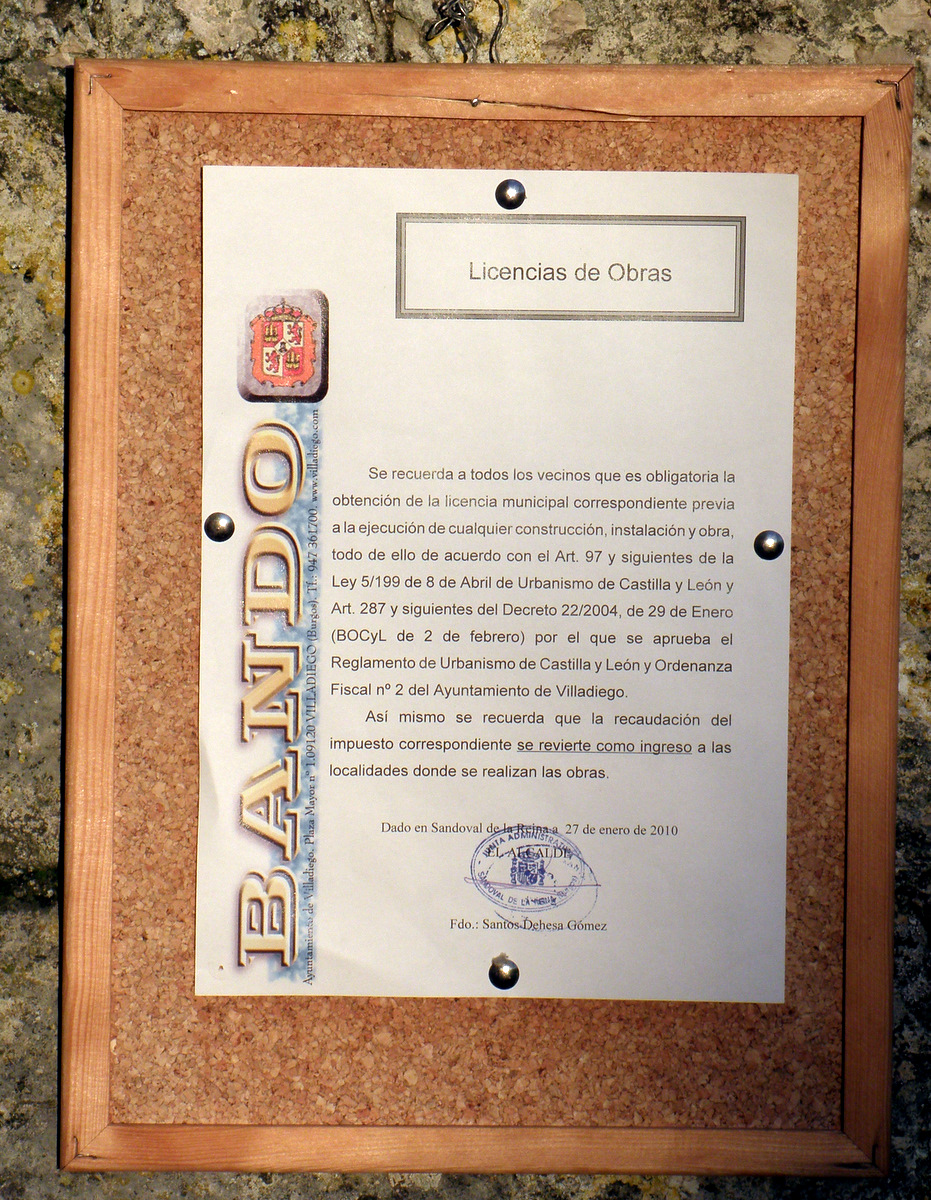 Licencias de Obras
BANDO
Ayuntamiento de Villadiego. Plaza Mayor nº 1.09120 VILLADIEGO (Burgos). Tf.: 947 361700. www.villadiego.com
Se recuerda a todos los vecinos que es obligatoria la
obtención de la licencia municipal correspondiente previa
a la ejecución de cualquier construcción, instalación y obra,
todo de ello de acuerdo con el Art. 97 y siguientes de la
Ley 5/199 de 8 de Abril de Urbanismo de Castilla y León y
Art. 287 y siguientes del Decreto 22/2004, de 29 de Enero
(BOCyL de 2 de febrero) por el que se aprueba el
Reglamento de Urbanismo de Castilla y León y Ordenanza
Fiscal nº 2 del Ayuntamiento de Villadiego.
Así mismo se recuerda que la recaudación del
impuesto correspondiente se revierte como ingreso a las
localidades donde se realizan las obras.
Dado en Sandoval de la Reina a 27 de enero de 2010
JUNTA ADMINISTRATIVA
EL ALCALDE
SANDOVAL DE LA REINA
Fdo.: Santos Dehesa Gómez